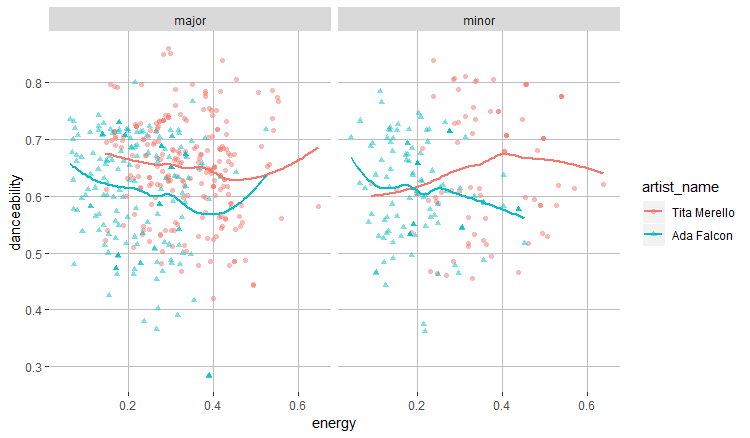 major
minor
0.8
0.7
0.6
0.5
0.4
0.3
danceability
0.2
0.4
0.6
0.2
0.4
0.6
energy
artist_name
Tita Merello
Ada Falcon